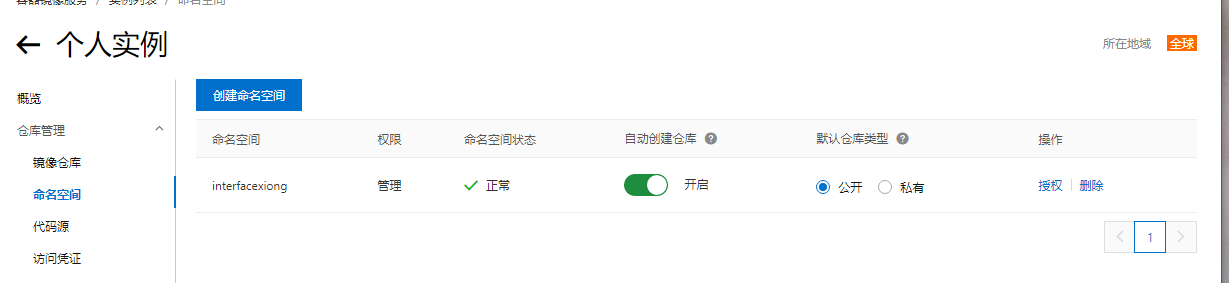 容器镜像服务 / 实例列表 / 命名空间
← 个人实例
所在地域 全球
概览
仓库管理
镜像仓库
命名空间
代码源
访问凭证
创建命名空间
命名空间 权限 命名空间状态 自动创建仓库 默认仓库类型 操作
interfacexiong 管理 正常 开启 公开 私有 授权 删除
1